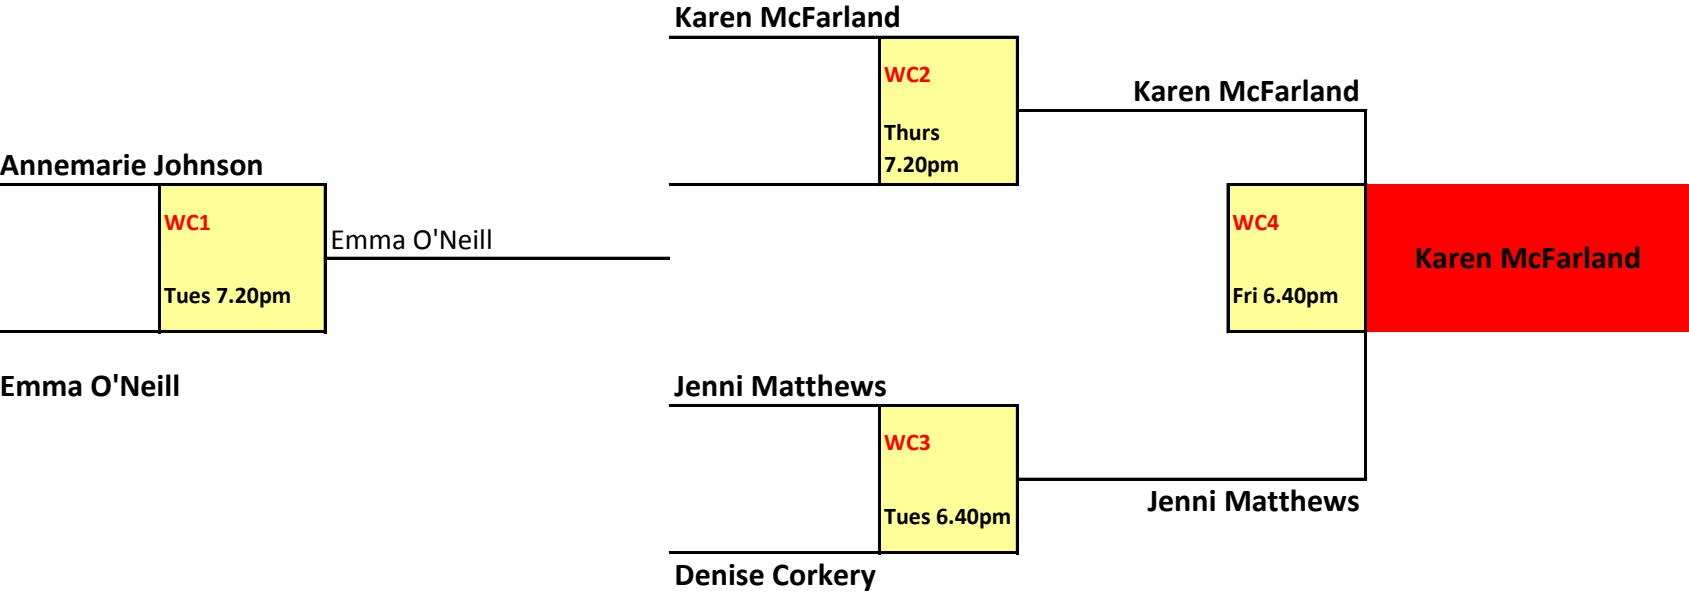 Karen McFarland
WC2
Karen McFarland
Thurs
7.20pm
Annemarie Johnson
WC1
Emma O'Neill
Tues 7.20pm
WC4
Karen McFarland
Fri 6.40pm
Emma O'Neill
Jenni Matthews
WC3
Jenni Matthews
Tues 6.40pm
Denise Corkery